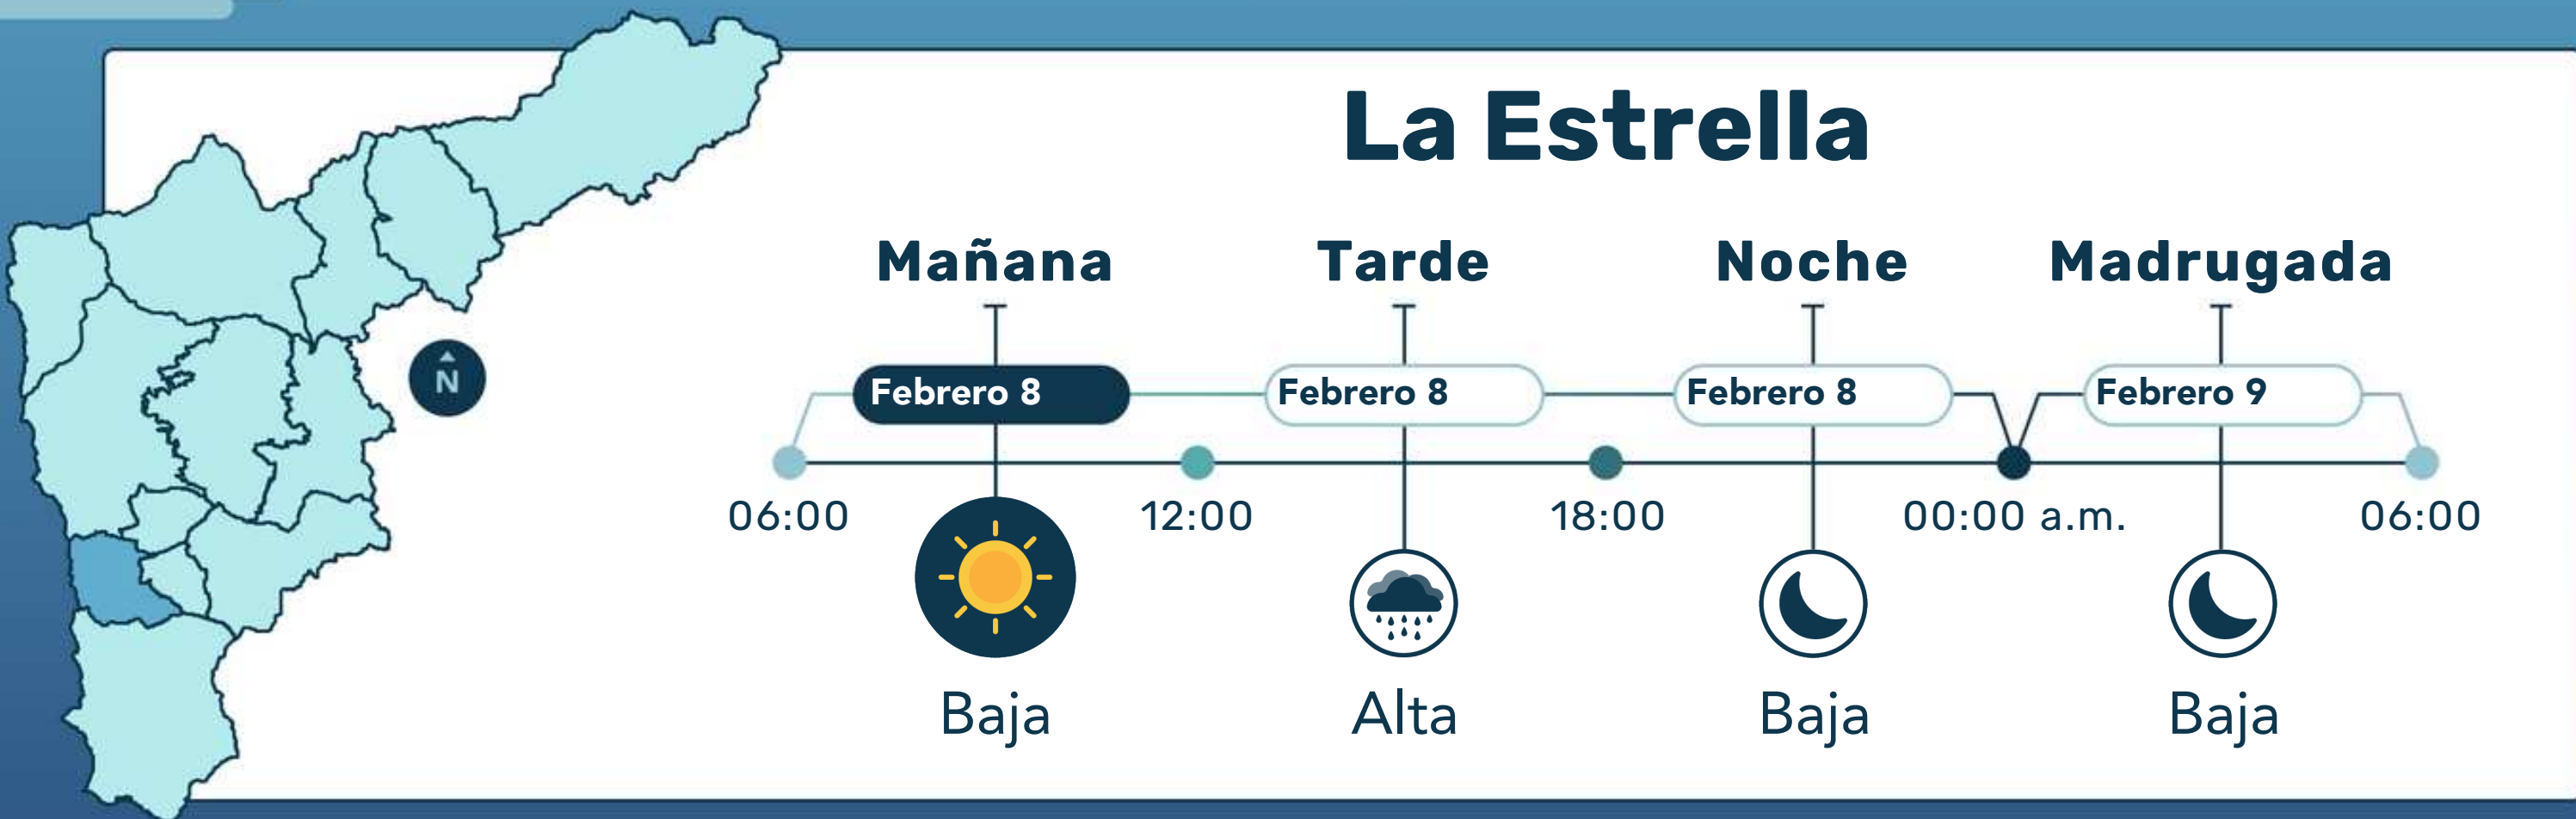 La Estrella
Mañana Tarde Noche Madrugada
Febrero 8 Febrero 8 Febrero 8 Febrero 9
N
06:00 12:00 18:00 00:00 a.m. 06:00
Baja Alta Baja Baja